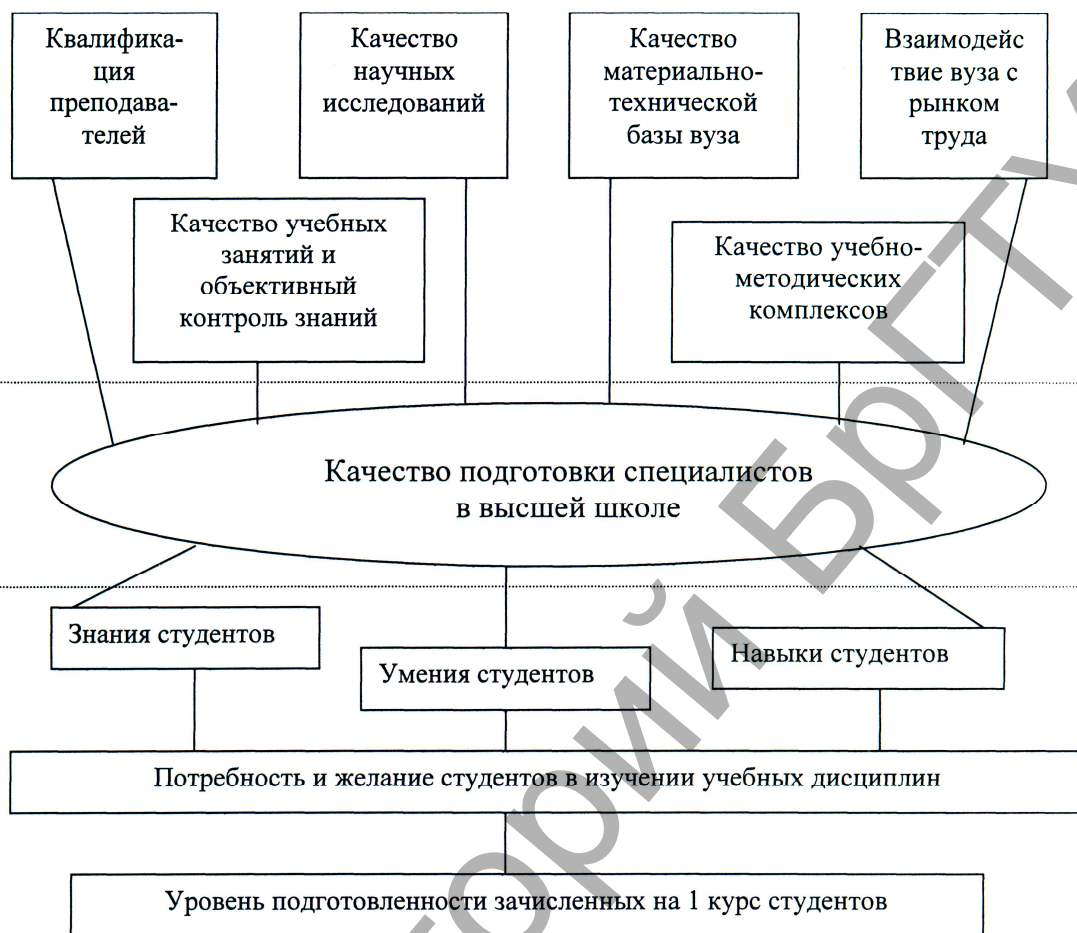 Квалифика-
ция
преподава-
телей
Качество
научных
исследований
Качество
материально-
технической
базы вуза
Взаимодейс
твие вуза с
рынком
труда
Качество учебных
занятий и
объективный
контроль знаний
Качество учебно-
методических
комплексов
Качество подготовки специалистов
в высшей школе
Знания студентов
Умения студентов
Навыки студентов
Потребность и желание студентов в изучении учебных дисциплин
Уровень подготовленности зачисленных на 1 курс студентов